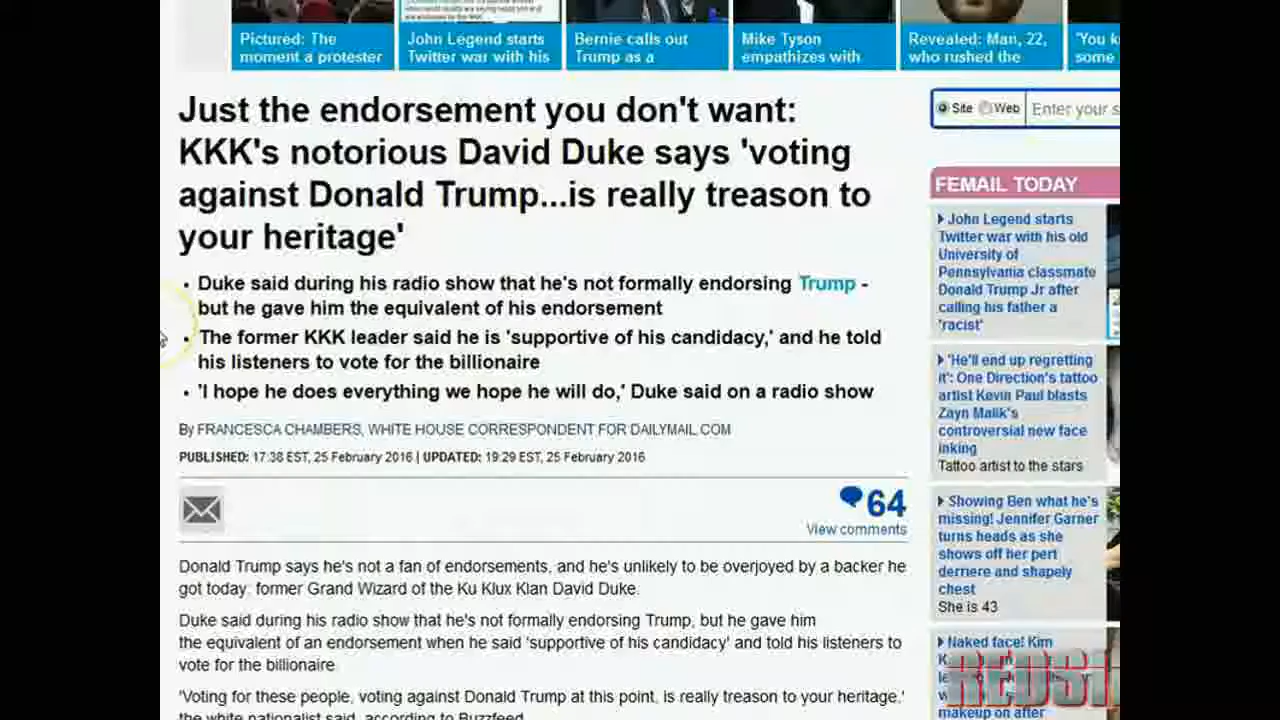 Pictured: The
moment a protester
John Legend starts
Twitter war with his
Bernie calls out
Trump as a
Mike Tyson
empathizes with
Revealed: Man, 22,
who rushed the
'You k
some
Just the endorsement you don't want:
KKK's notorious David Duke says 'voting
against Donald Trump...is really treason to
your heritage'
• Duke said during his radio show that he's not formally endorsing Trump -
but he gave him the equivalent of his endorsement
• The former KKK leader said he is 'supportive of his candidacy,' and he told
his listeners to vote for the billionaire
• 'I hope he does everything we hope he will do,' Duke said on a radio show
By FRANCESCA CHAMBERS, WHITE HOUSE CORRESPONDENT FOR DAILYMAIL.COM
PUBLISHED: 17:38 EST, 25 February 2016 | UPDATED: 19:29 EST, 25 February 2016
64
View comments
Donald Trump says he's not a fan of endorsements, and he's unlikely to be overjoyed by a backer he
got today: former Grand Wizard of the Ku Klux Klan David Duke.
Duke said during his radio show that he's not formally endorsing Trump, but he gave him
the equivalent of an endorsement when he said 'supportive of his candidacy' and told his listeners to
vote for the billionaire
'Voting for these people, voting against Donald Trump at this point, is really treason to your heritage,'
the white nationalist said, according to Buzzfeed
Site Web Enter your s
FEMAIL TODAY
John Legend starts
Twitter war with his old
University of
Pennsylvania classmate
Donald Trump Jr after
calling his father a
'racist'
'He'll end up regretting
it': One Direction's tattoo
artist Kevin Paul blasts
Zayn Malik's
controversial new face
inking
Tattoo artist to the stars
Showing Ben what he's
missing! Jennifer Garner
turns heads as she
shows off her pert
derriere and shapely
chest
She is 43
Naked face! Kim
makeup on after
REDSI